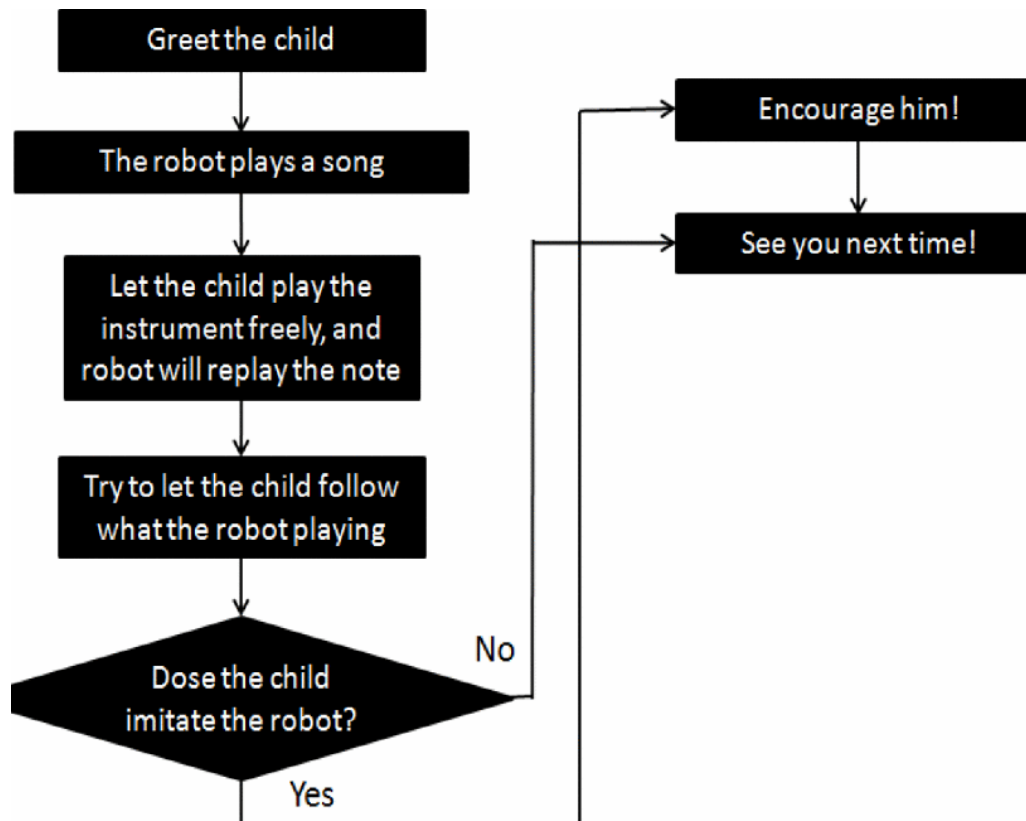 Greet the child
The robot plays a song
Let the child play the
instrument freely, and
robot will replay the note
Try to let the child follow
what the robot playing
Dose the child
imitate the robot?
No
Yes
Encourage him!
See you next time!